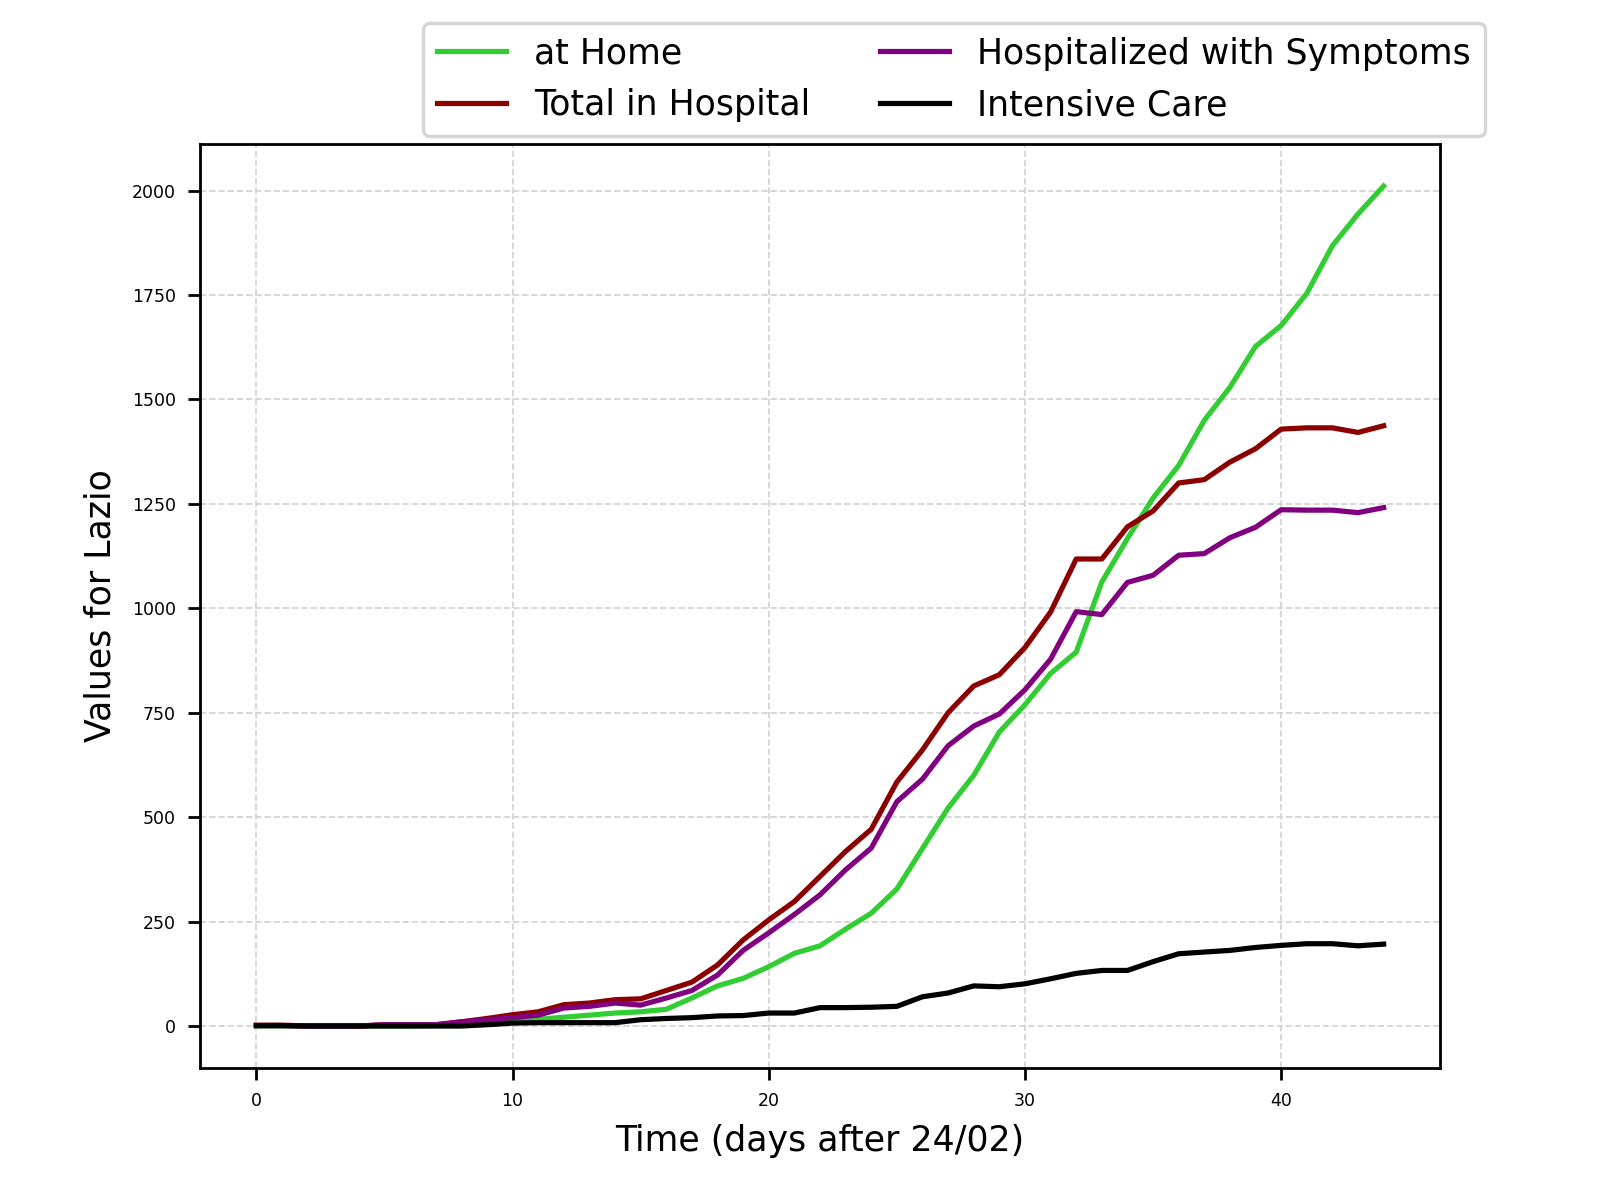 at Home
Total in Hospital
Hospitalized with Symptoms
Intensive Care
2000
1750
1500
1250
1000
750
500
250
0
Values for Lazio
0 10 20 30 40
Time (days after 24/02)